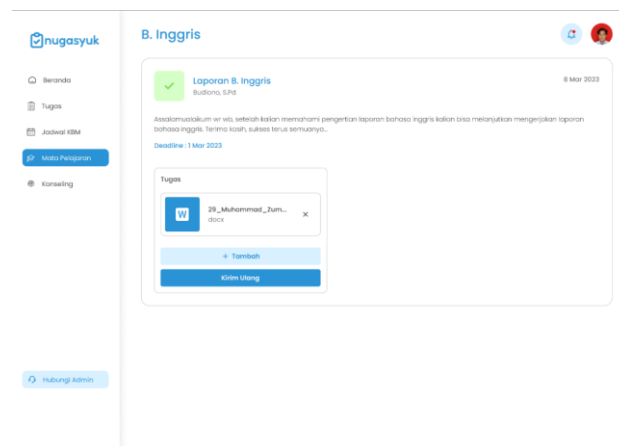 nugasyuk
B. Inggris
Beranda
Tugas
Jadwal KBM
Mata Pelajaran
Konseling
Hubungi Admin
Laporan B. Inggris
8 Mar 2023
Budiono, S.Pd
Assalamualaikum wr wb, setelah kalian memahami pengertian laporan bahasa inggris kalian bisa melanjutkan mengerjakan laporan
bahasa inggris. Terima kasih, sukses terus semuanya...
Deadline : 1 Mar 2023
Tugas
W
29_Muhammad_Zum...
docx
+ Tambah
Kirim Ulang